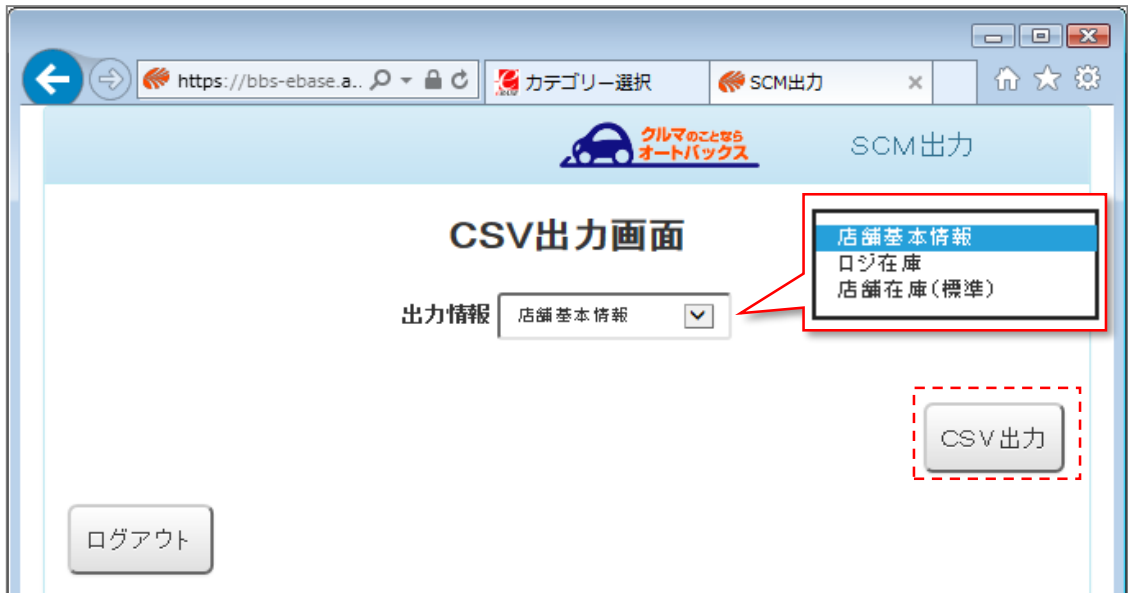 https://bbs-ebase.a..
カテゴリー選択
SCM出力
クルマのことなら
オートバックス
SCM出力
CSV出力画面
店舗基本情報
ロジ在庫
店舗在庫(標準)
出力情報 店舗基本情報
CSV出力
ログアウト